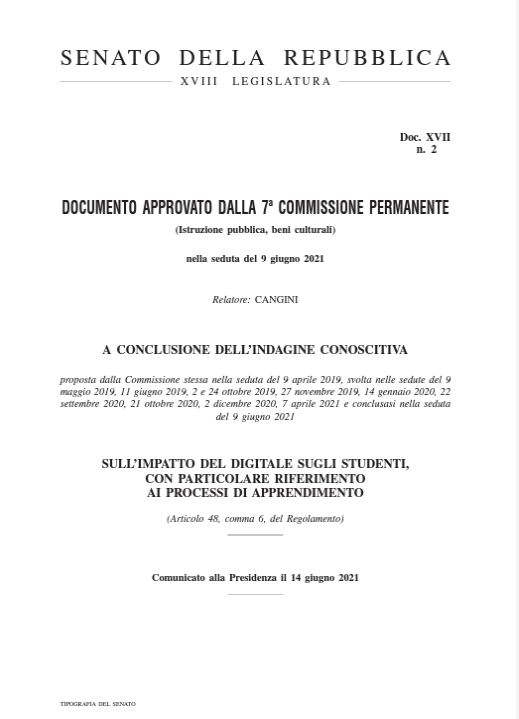 SENATO DELLA REPUBBLICA
XVIII LEGISLATURA
Doc. XVII
n. 2
DOCUMENTO APPROVATO DALLA 7ª COMMISSIONE PERMANENTE
(Istruzione pubblica, beni culturali)
nella seduta del 9 giugno 2021
Relatore: CANGINI
A CONCLUSIONE DELL'INDAGINE CONOSCITIVA
proposta dalla Commissione stessa nella seduta del 9 aprile 2019, svolta nelle sedute del 9
maggio 2019, 11 giugno 2019, 2 e 24 ottobre 2019, 27 novembre 2019, 14 gennaio 2020, 22
settembre 2020, 21 ottobre 2020, 2 dicembre 2020, 7 aprile 2021 e conclusasi nella seduta
del 9 giugno 2021
SULL'IMPATTO DEL DIGITALE SUGLI STUDENTI,
CON PARTICOLARE RIFERIMENTO
AI PROCESSI DI APPRENDIMENTO
(Articolo 48, comma 6, del Regolamento)
Comunicato alla Presidenza il 14 giugno 2021
TIPOGRAFIA DEL SENATO